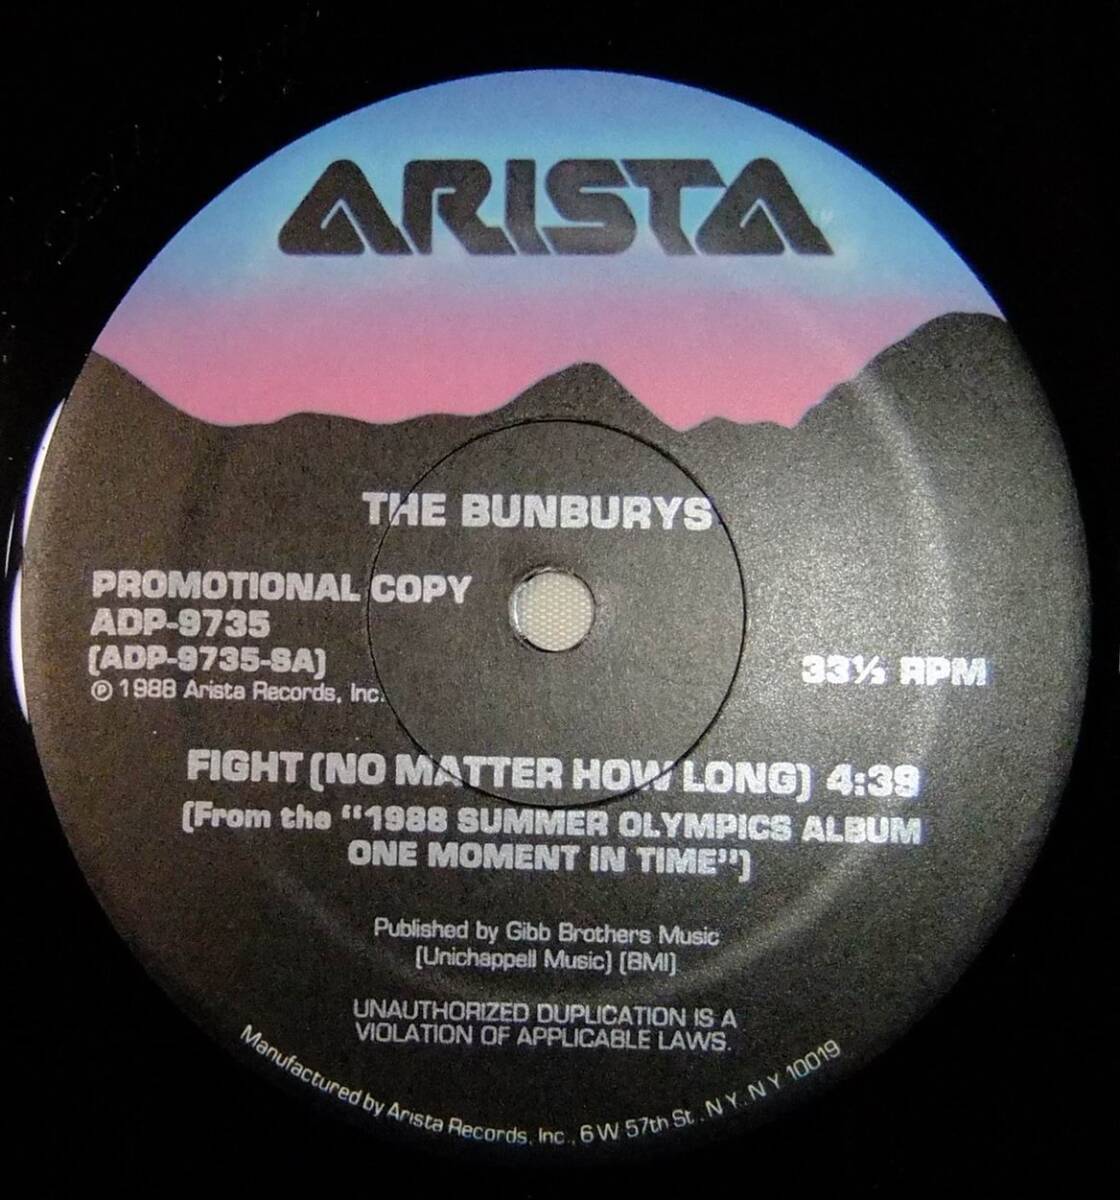 ARISTA
THE BUNBURYS
PROMOTIONAL COPY
ADP-9735
(ADP-9735-SA)
℗ 1988 Arista Records, Inc.
33⅓ RPM
FIGHT (NO MATTER HOW LONG) 4:39
(From the "1988 SUMMER OLYMPICS ALBUM
ONE MOMENT IN TIME")
Published by Gibb Brothers Music
(Unichappell Music) (BMI)
UNAUTHORIZED DUPLICATION IS A
VIOLATION OF APPLICABLE LAWS.
Manufactured by Arista Records, Inc., 6 W. 57th St., N.Y., N.Y. 10019